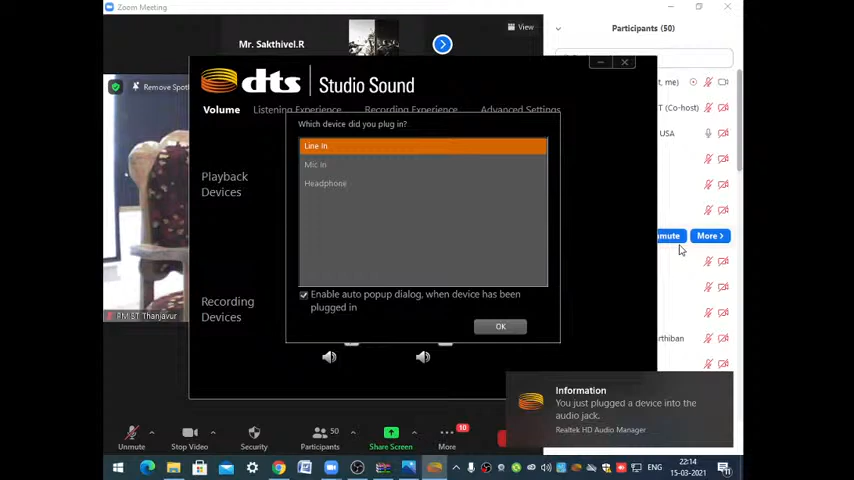 Zoom Meeting
Participants (50)
View
Mr. Sakthivel.R
Remove Spotl
dts Studio Sound
Volume
Listening Experience
Recording Experience
Advanced Settings
t, me)
T (Co-host)
USA
Which device did you plug in?
Line In
Mic In
Headphone
Playback
Devices
mute
More
Recording
Devices
Enable auto popup dialog, when device has been
plugged in
OK
PMIST Thanjavur
rthiban
Information
You just plugged a device into the
audio jack.
Realtek HD Audio Manager
Unmute
Stop Video
Security
50
Participants
Share Screen
10
More
ENG
22:14
15-03-2021